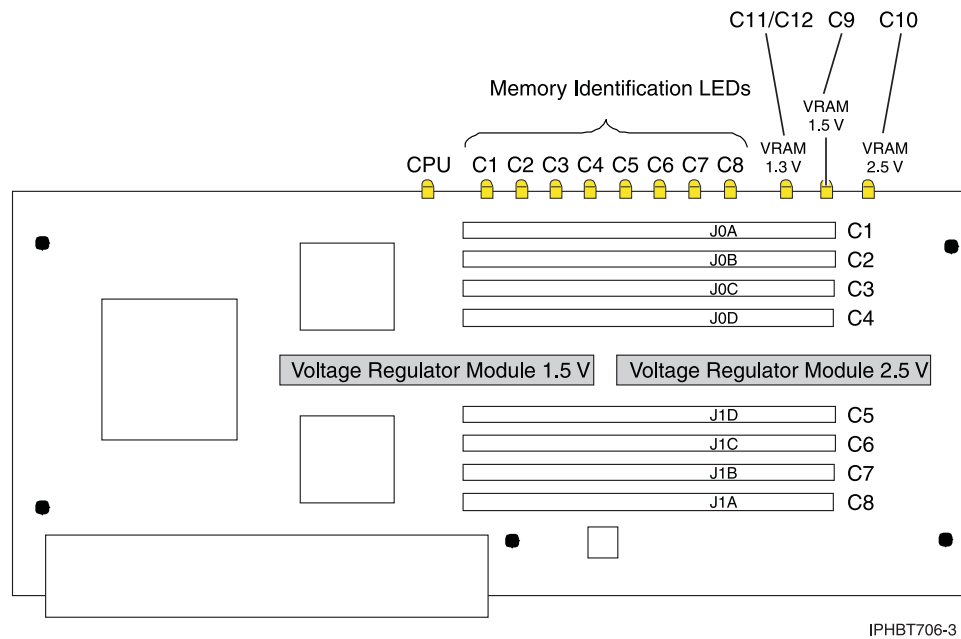 C11/C12 C9 C10
Memory Identification LEDs
VRAM
1.5 V
VRAM
1.3 V
VRAM
2.5 V
CPU C1 C2 C3 C4 C5 C6 C7 C8
J0A C1
J0B C2
J0C C3
J0D C4
Voltage Regulator Module 1.5 V Voltage Regulator Module 2.5 V
J1D C5
J1C C6
J1B C7
J1A C8
IPHBT706-3